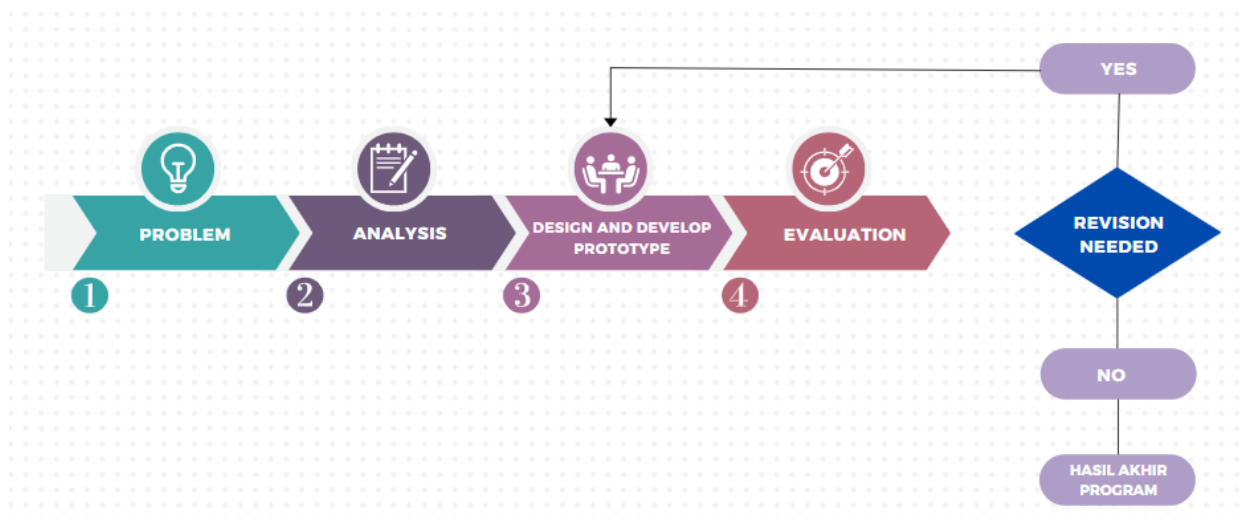 YES
PROBLEM
ANALYSIS
DESIGN AND DEVELOP
PROTOTYPE
EVALUATION
REVISION
NEEDED
1
2
3
4
NO
HASIL AKHIR
PROGRAM